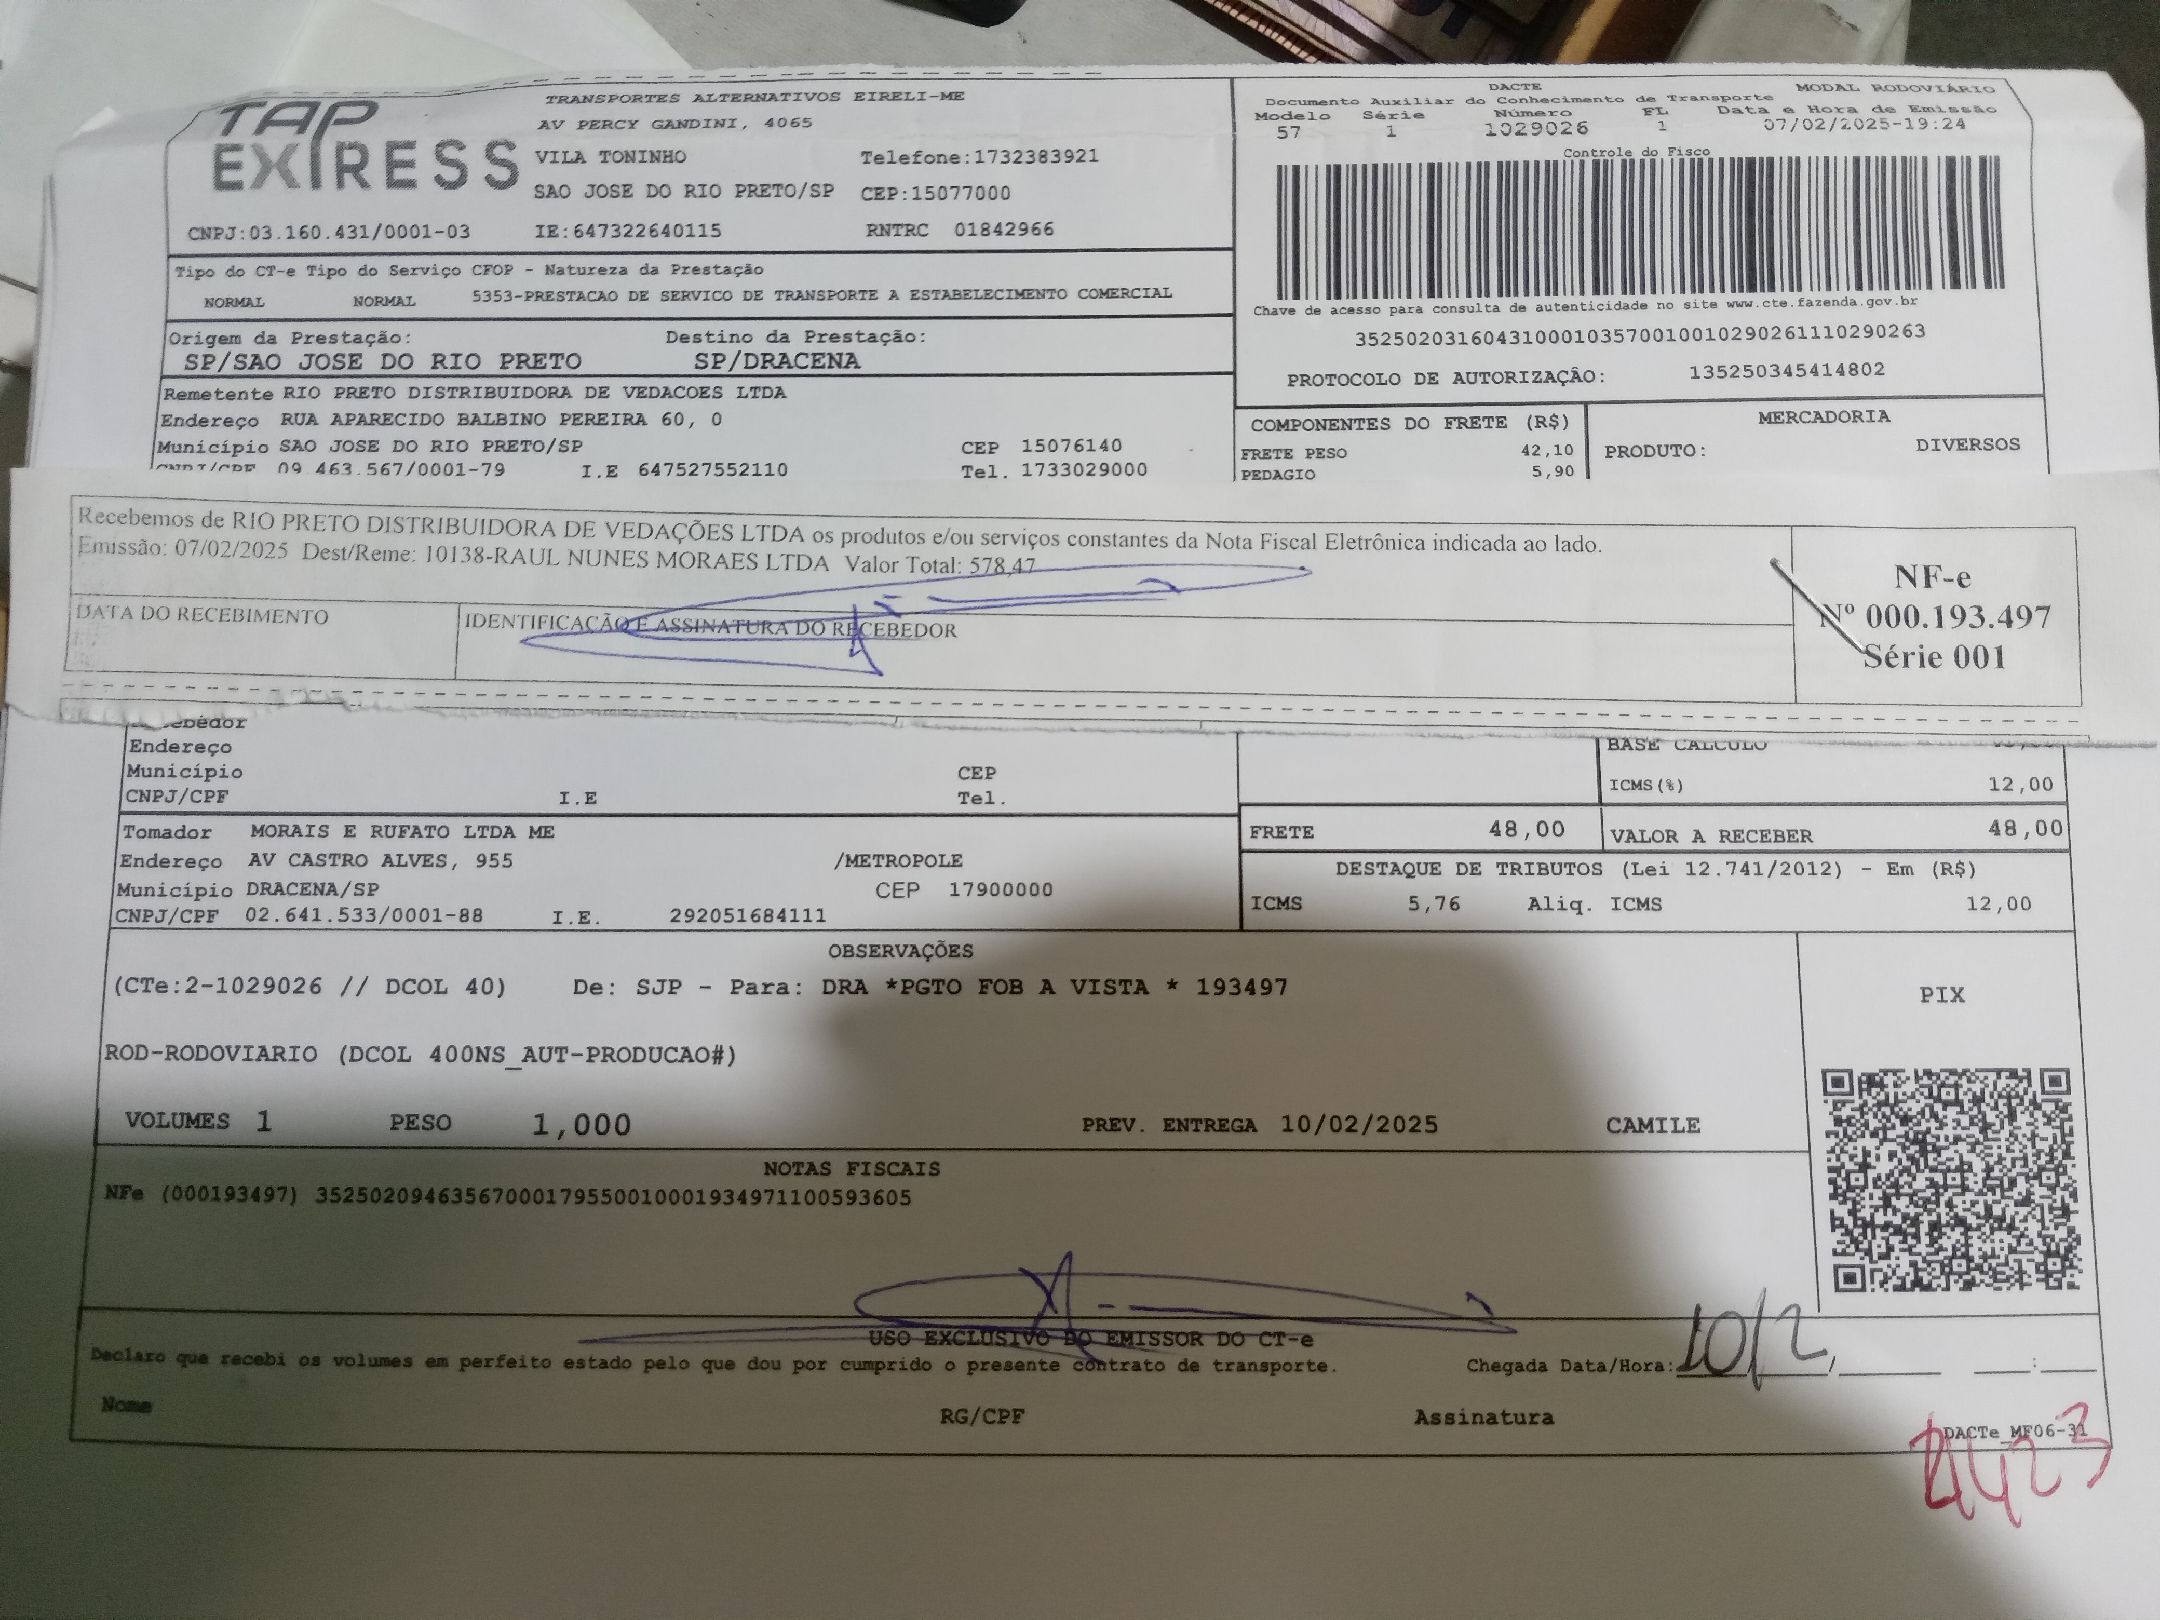 TAP EXPRESS
TRANSPORTES ALTERNATIVOS EIRELI-ME
AV PERCY GANDINI, 4065
VILA TONINHO Telefone:1732383921
SAO JOSE DO RIO PRETO/SP CEP:15077000
CNPJ:03.160.431/0001-03 IE:647322640115 RNTRC 01842966
DACTE MODAL RODOVIÁRIO
Documento Auxiliar do Conhecimento de Transporte
Modelo Série Número FL Data e Hora de Emissão
57 1 1029026 1 07/02/2025-19:24
Controle do Fisco
Chave de acesso para consulta de autenticidade no site www.cte.fazenda.gov.br
35250203160431000103570010010290261110290263
PROTOCOLO DE AUTORIZAÇÃO: 135250345414802
Tipo do CT-e Tipo do Serviço CFOP - Natureza da Prestação
NORMAL NORMAL 5353-PRESTACAO DE SERVICO DE TRANSPORTE A ESTABELECIMENTO COMERCIAL
Origem da Prestação: Destino da Prestação:
SP/SAO JOSE DO RIO PRETO SP/DRACENA
Remetente RIO PRETO DISTRIBUIDORA DE VEDACOES LTDA
Endereço RUA APARECIDO BALBINO PEREIRA 60, 0
Município SAO JOSE DO RIO PRETO/SP CEP 15076140
CNPJ/CPF 09.463.567/0001-79 I.E 647527552110 Tel. 1733029000
COMPONENTES DO FRETE (R$) MERCADORIA
FRETE PESO 42,10 PRODUTO: DIVERSOS
PEDAGIO 5,90
Recebemos de RIO PRETO DISTRIBUIDORA DE VEDAÇÕES LTDA os produtos e/ou serviços constantes da Nota Fiscal Eletrônica indicada ao lado.
Emissão: 07/02/2025 Dest/Reme: 10138-RAUL NUNES MORAES LTDA Valor Total: 578,47
DATA DO RECEBIMENTO IDENTIFICAÇÃO E ASSINATURA DO RECEBEDOR
NF-e
Nº 000.193.497
Série 001
Endereço
Município CEP
CNPJ/CPF I.E Tel.
BASE CALCULO
ICMS(%) 12,00
Tomador MORAIS E RUFATO LTDA ME
Endereço AV CASTRO ALVES, 955 /METROPOLE
Município DRACENA/SP CEP 17900000
CNPJ/CPF 02.641.533/0001-88 I.E. 292051684111
FRETE 48,00 VALOR A RECEBER 48,00
DESTAQUE DE TRIBUTOS (Lei 12.741/2012) - Em (R$)
ICMS 5,76 Aliq. ICMS 12,00
OBSERVAÇÕES
(CTe:2-1029026 // DCOL 40) De: SJP - Para: DRA *PGTO FOB A VISTA * 193497
ROD-RODOVIARIO (DCOL 400NS_AUT-PRODUCAO#)
PIX
VOLUMES 1 PESO 1,000 PREV. ENTREGA 10/02/2025 CAMILE
NOTAS FISCAIS
NFe (000193497) 35250209463567000179550010001934971100593605
USO EXCLUSIVO DO EMISSOR DO CT-e
Declaro que recebi os volumes em perfeito estado pelo que dou por cumprido o presente contrato de transporte. Chegada Data/Hora: 10/2
Nome RG/CPF Assinatura
DACTe_MF06-31